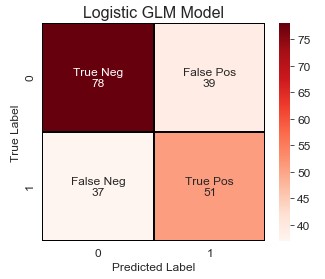 Logistic GLM Model
True Label
0
True Neg
78
False Pos
39
1
False Neg
37
True Pos
51
0
1
Predicted Label
75
70
65
60
55
50
45
40